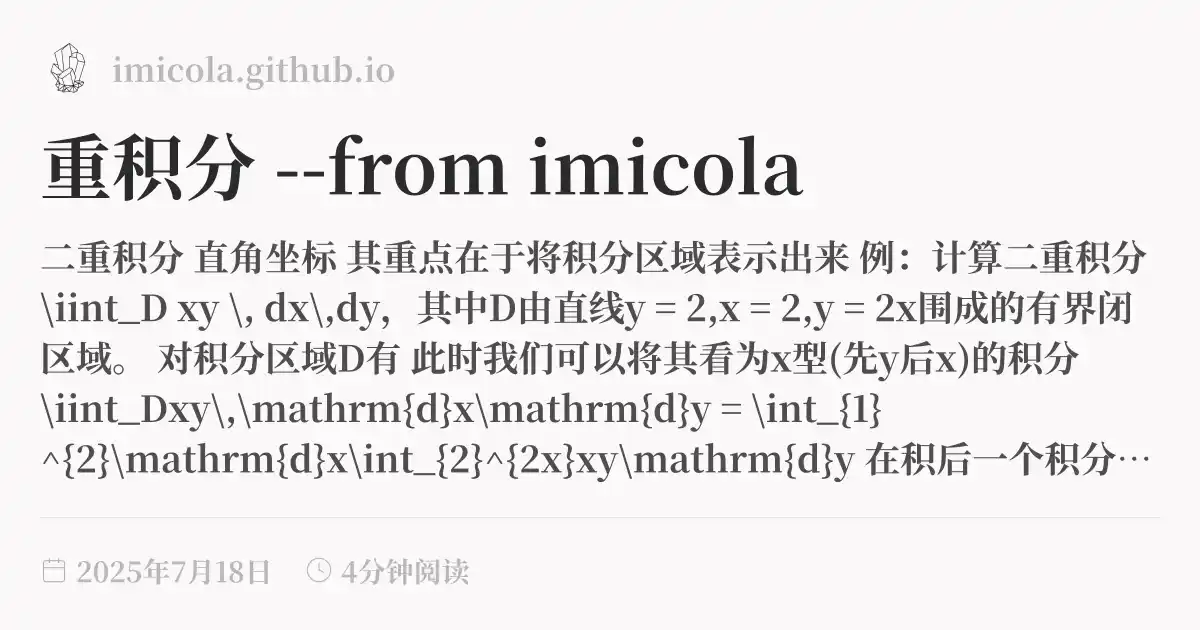 imicola.github.io
重积分 --from imicola
二重积分 直角坐标 其重点在于将积分区域表示出来 例：计算二重积分
\iint_D xy \, dx\,dy，其中D由直线y = 2,x = 2,y = 2x围成的有界闭
区域。 对积分区域D有 此时我们可以将其看为x型(先y后x)的积分
\iint_Dxy\,\mathrm{d}x\mathrm{d}y = \int_{1}
^{2}\mathrm{d}x\int_{2}^{2x}xy\mathrm{d}y 在积后一个积分…
2025年7月18日 4分钟阅读